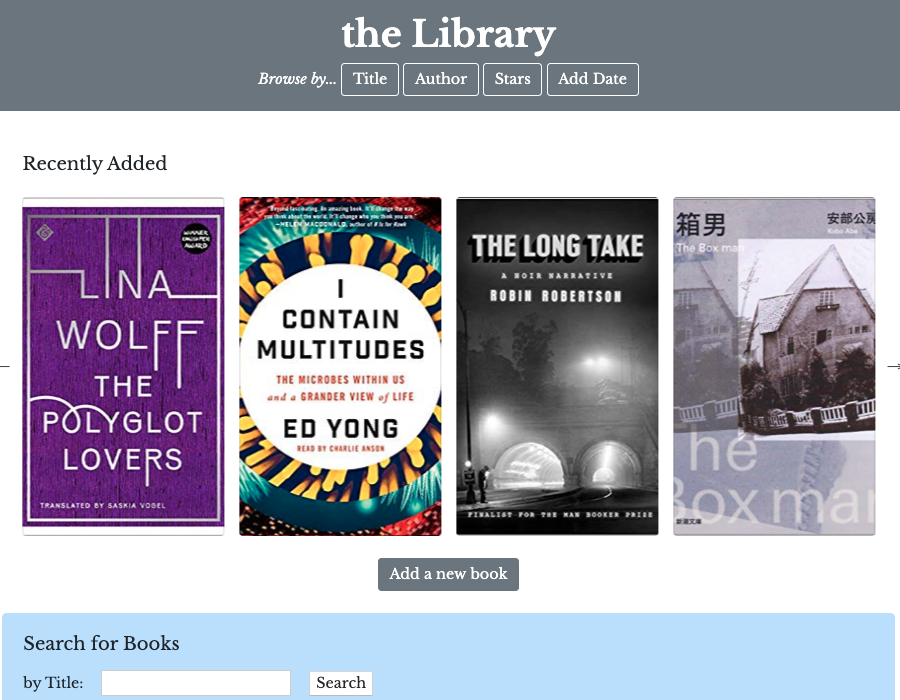 the Library
Browse by... Title Author Stars Add Date
Recently Added
WINNER
AWARD
LINA
WOLFF
THE
POLYGLOT
LOVERS
TRANSLATED BY SASKIA VOGEL
Beyond fascinating. An amazing book. It'll change the way
you think about the world. It'll change who you think you are."
—HELEN MACDONALD, author of H Is for Hawk
I
CONTAIN
MULTITUDES
THE MICROBES WITHIN US
and a GRANDER VIEW of LIFE
ED YONG
READ BY CHARLIE ANSON
THE LONG TAKE
A NOIR NARRATIVE
ROBIN ROBERTSON
FINALIST FOR THE MAN BOOKER PRIZE
箱男
安部公房
Kobo Abe
The Box man
The
Box man
新潮文庫
Add a new book
Search for Books
by Title: Search